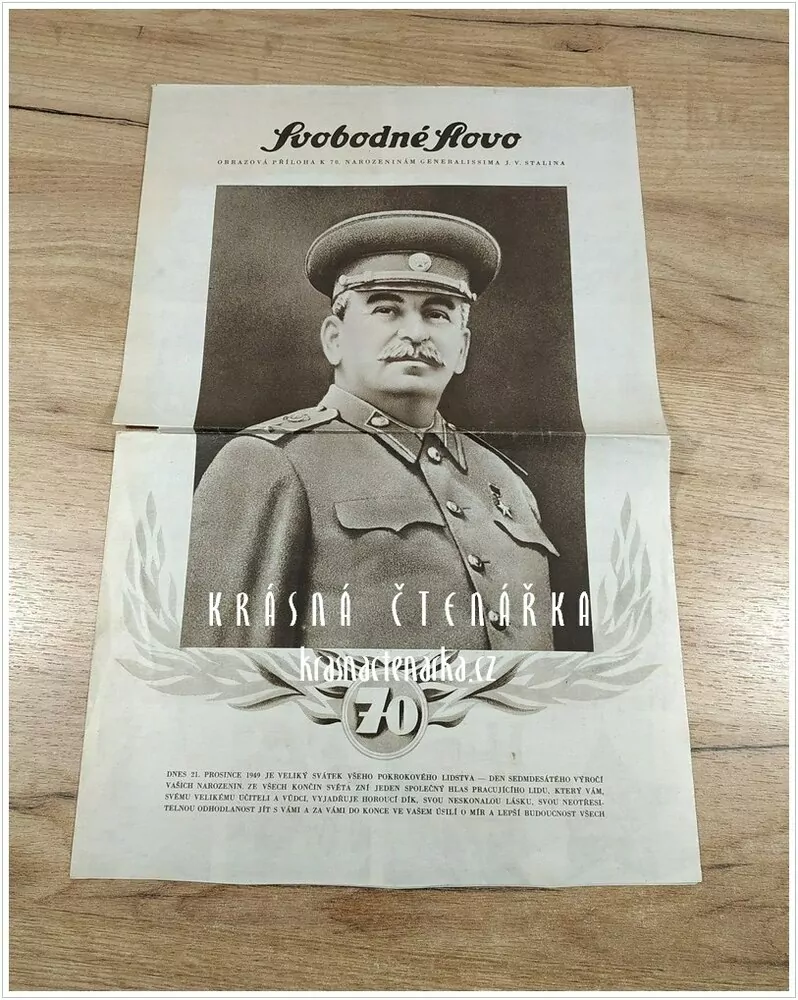 Svobodné Slovo
OBRAZOVÁ PŘÍLOHA K 70. NAROZENINÁM GENERALISSIMA J. V. STALINA
KRÁSNÁ ČTENÁŘKA
krasnactenarka.cz
70
DNES 21. PROSINCE 1949 JE VELIKÝ SVÁTEK VŠEHO POKROKOVÉHO LIDSTVA — DEN SEDMDESÁTÉHO VÝROČÍ
VAŠICH NAROZENIN. ZE VŠECH KONČIN SVĚTA ZNÍ JEDEN SPOLEČNÝ HLAS PRACUJÍCÍHO LIDU, KTERÝ VÁM,
SVÉMU VELIKÉMU UČITELI A VŮDCI, VYJADŘUJE HOROUCÍ DÍK, SVOU NESKONALOU LÁSKU, SVOU NEOTŘESI-
TELNOU ODHODLANOST JÍT S VÁMI A ZA VÁMI DO KONCE VE VAŠEM ÚSILÍ O MÍR A LEPŠÍ BUDOUCNOST VŠECH